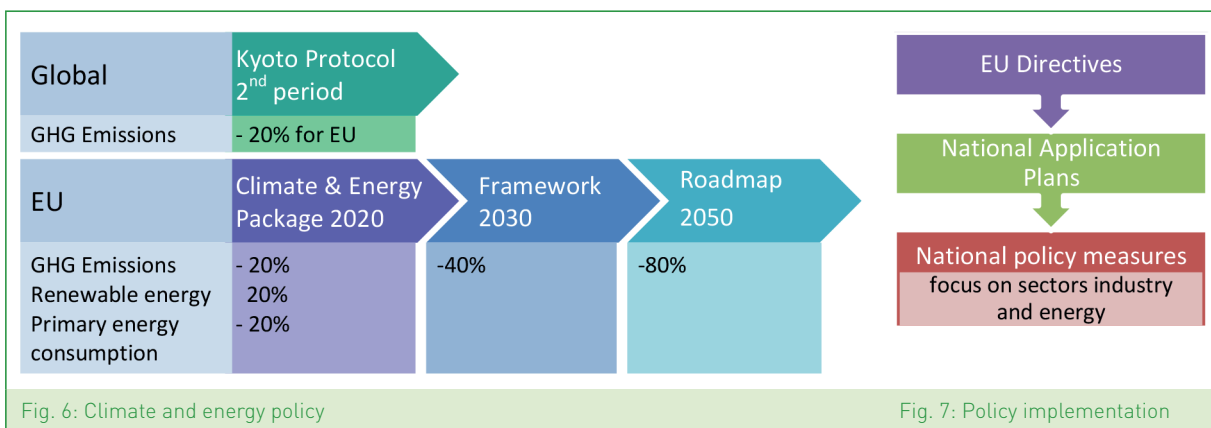 Global
Kyoto Protocol
2nd period
GHG Emissions
- 20% for EU
EU
Climate & Energy
Package 2020
Framework
2030
Roadmap
2050
GHG Emissions
- 20%
-40%
-80%
Renewable energy
20%
Primary energy
consumption
- 20%
Fig. 6: Climate and energy policy
EU Directives
National Application
Plans
National policy measures
focus on sectors industry
and energy
Fig. 7: Policy implementation